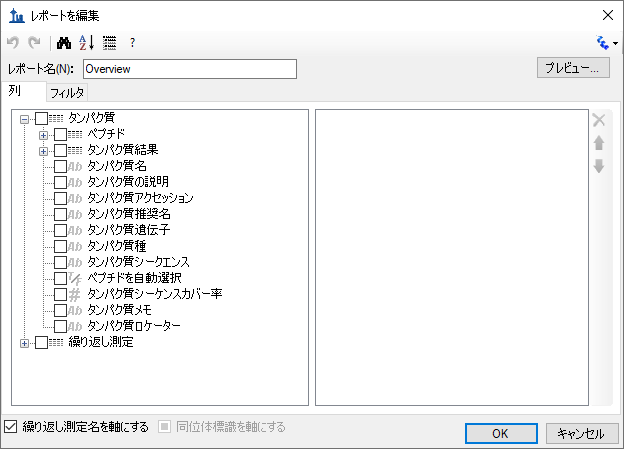 レポートを編集
?
レポート名(N):
Overview
プレビュー...
列
フィルタ
タンパク質
ペプチド
タンパク質結果
Ab タンパク質名
Ab タンパク質の説明
Ab タンパク質アクセッション
Ab タンパク質推奨名
Ab タンパク質遺伝子
Ab タンパク質種
Ab タンパク質シークエンス
T/F ペプチドを自動選択
# タンパク質シーケンスカバー率
Ab タンパク質メモ
Ab タンパク質ロケーター
繰り返し測定
繰り返し測定名を軸にする
同位体標識を軸にする
OK
キャンセル